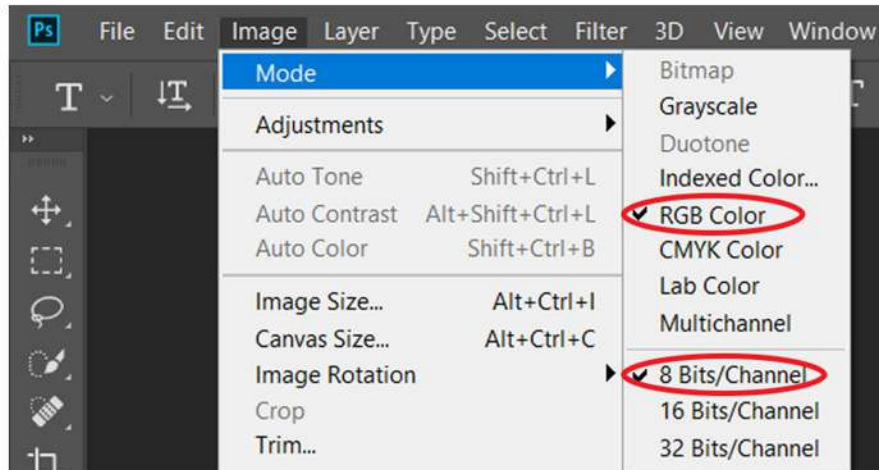 Ps File Edit Image Layer Type Select Filter 3D View Window
T
Mode
Adjustments
Auto Tone Shift+Ctrl+L
Auto Contrast Alt+Shift+Ctrl+L
Auto Color Shift+Ctrl+B
Image Size... Alt+Ctrl+I
Canvas Size... Alt+Ctrl+C
Image Rotation
Crop
Trim...
Bitmap
Grayscale
Duotone
Indexed Color...
RGB Color
CMYK Color
Lab Color
Multichannel
8 Bits/Channel
16 Bits/Channel
32 Bits/Channel